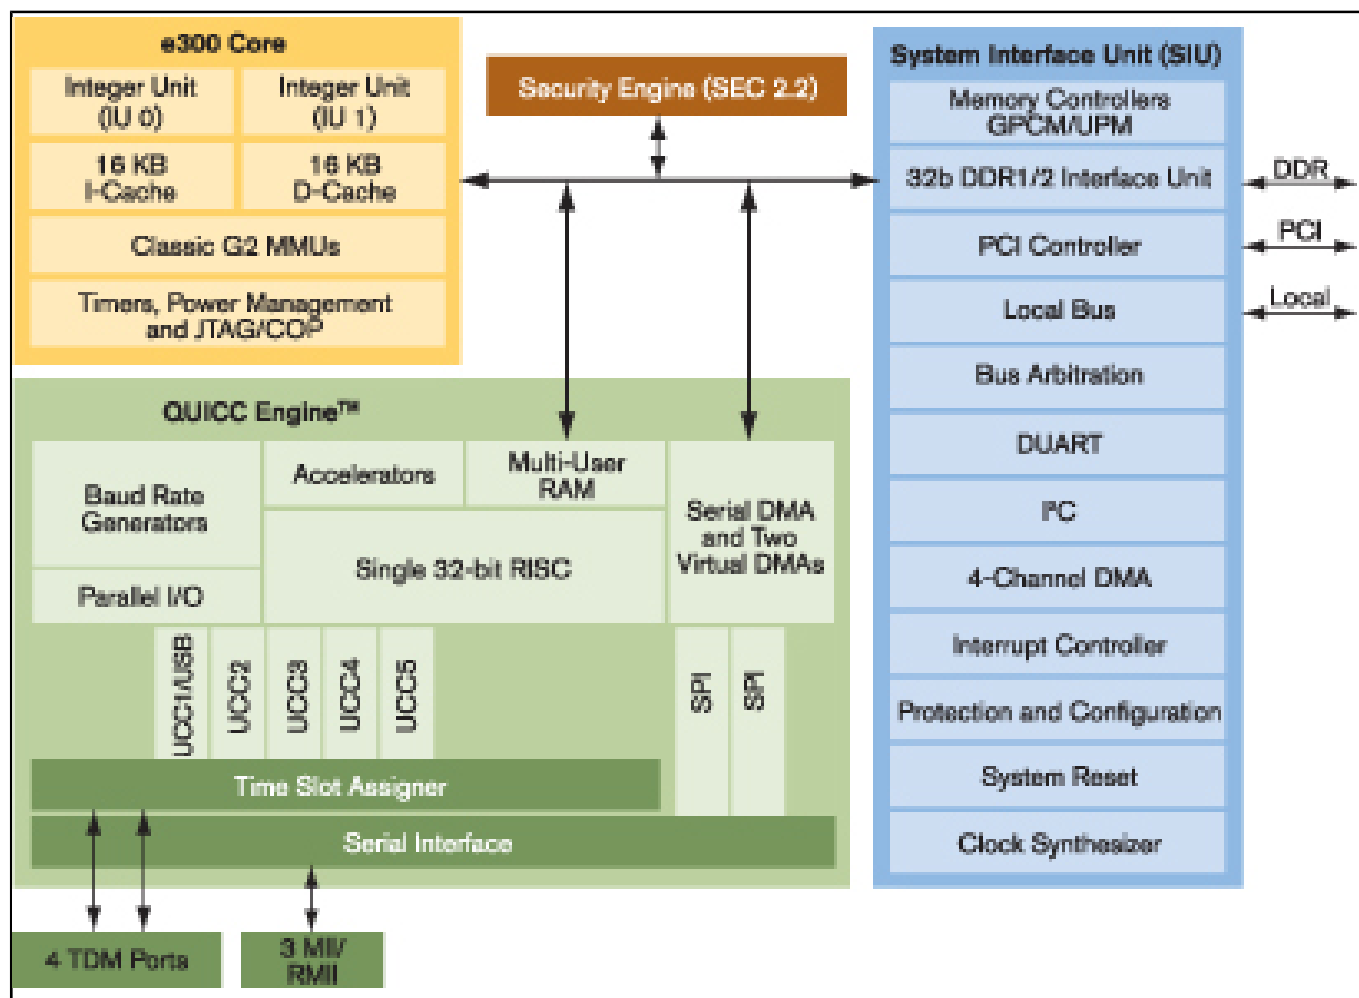 e300 Core
Integer Unit
(IU 0)
Integer Unit
(IU 1)
16 KB
I-Cache
16 KB
D-Cache
Classic G2 MMUs
Timers, Power Management
and JTAG/COP
Security Engine (SEC 2.2)
System Interface Unit (SIU)
Memory Controllers
GPCM/UPM
32b DDR1/2 Interface Unit
PCI Controller
Local Bus
Bus Arbitration
DUART
I²C
4-Channel DMA
Interrupt Controller
Protection and Configuration
System Reset
Clock Synthesizer
DDR
PCI
Local
QUICC Engine™
Baud Rate
Generators
Parallel I/O
Accelerators
Multi-User
RAM
Single 32-bit RISC
Serial DMA
and Two
Virtual DMAs
UCC1/USB
UCC2
UCC3
UCC4
UCC5
SPI
SPI
Time Slot Assigner
Serial Interface
4 TDM Ports
3 MII/
RMII